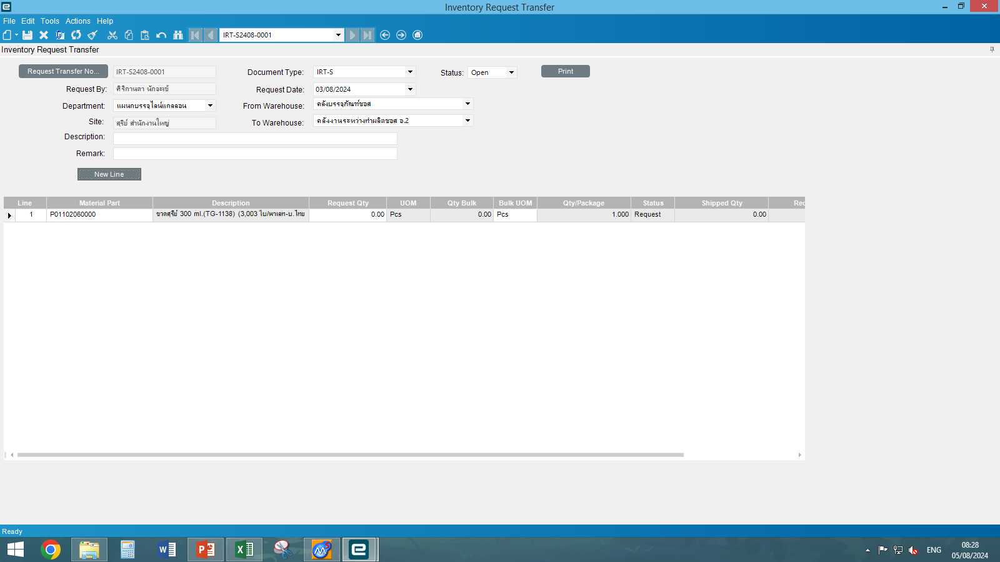 Inventory Request Transfer
File Edit Tools Actions Help
IRT-S2408-0001
Inventory Request Transfer
Request Transfer No... IRT-S2408-0001 Document Type: IRT-S Status: Open Print
Request By: ศิริกานดา นักจะเข้ Request Date: 03/08/2024
Department: แผนกบรรจุไลน์แกลลอน From Warehouse: คลังบรรจุภัณฑ์ซอส
Site: สุรีย์ สำนักงานใหญ่ To Warehouse: คลังงานระหว่างทำผลิตซอส อ.2
Description:
Remark:
New Line
Line Material Part Description Request Qty UOM Qty Bulk Bulk UOM Qty/Package Status Shipped Qty Rec
1 P01102060000 ขวดสุรีย์ 300 ml.(TG-1138) (3,003 ใบ/พาเลท-บ.ไทย 0.00 Pcs 0.00 Pcs 1.000 Request 0.00
Ready
ENG 08:28
05/08/2024